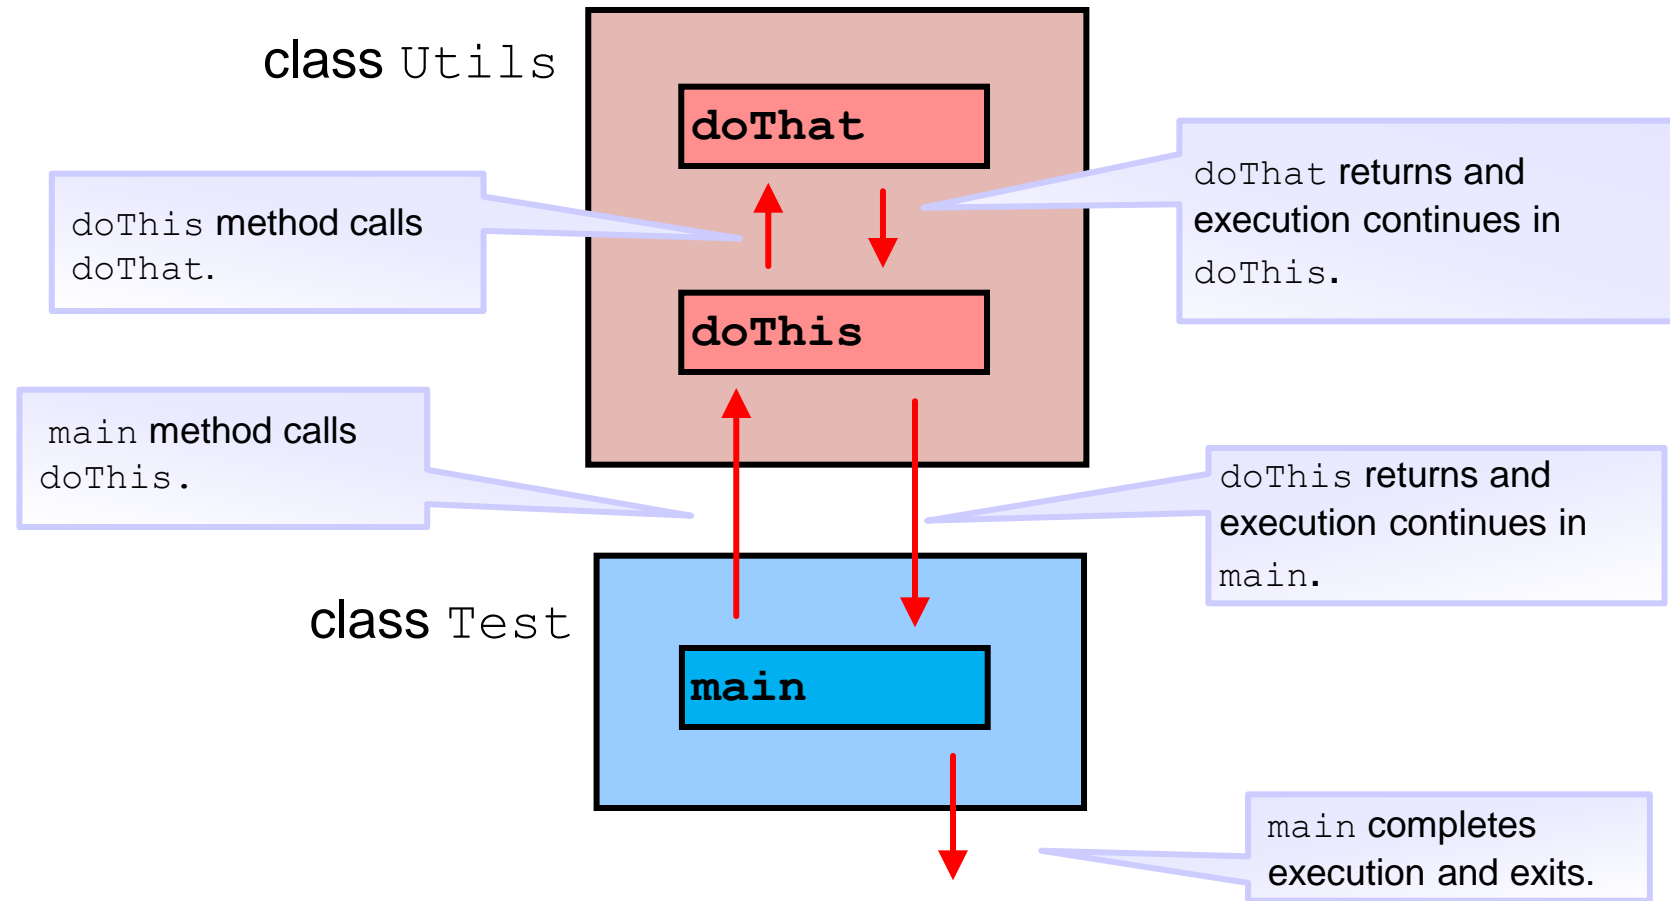 class Utils
doThat
doThis method calls
doThat.
doThat returns and
execution continues in
doThis.
doThis
main method calls
doThis.
doThis returns and
execution continues in
main.
class Test
main
main completes
execution and exits.